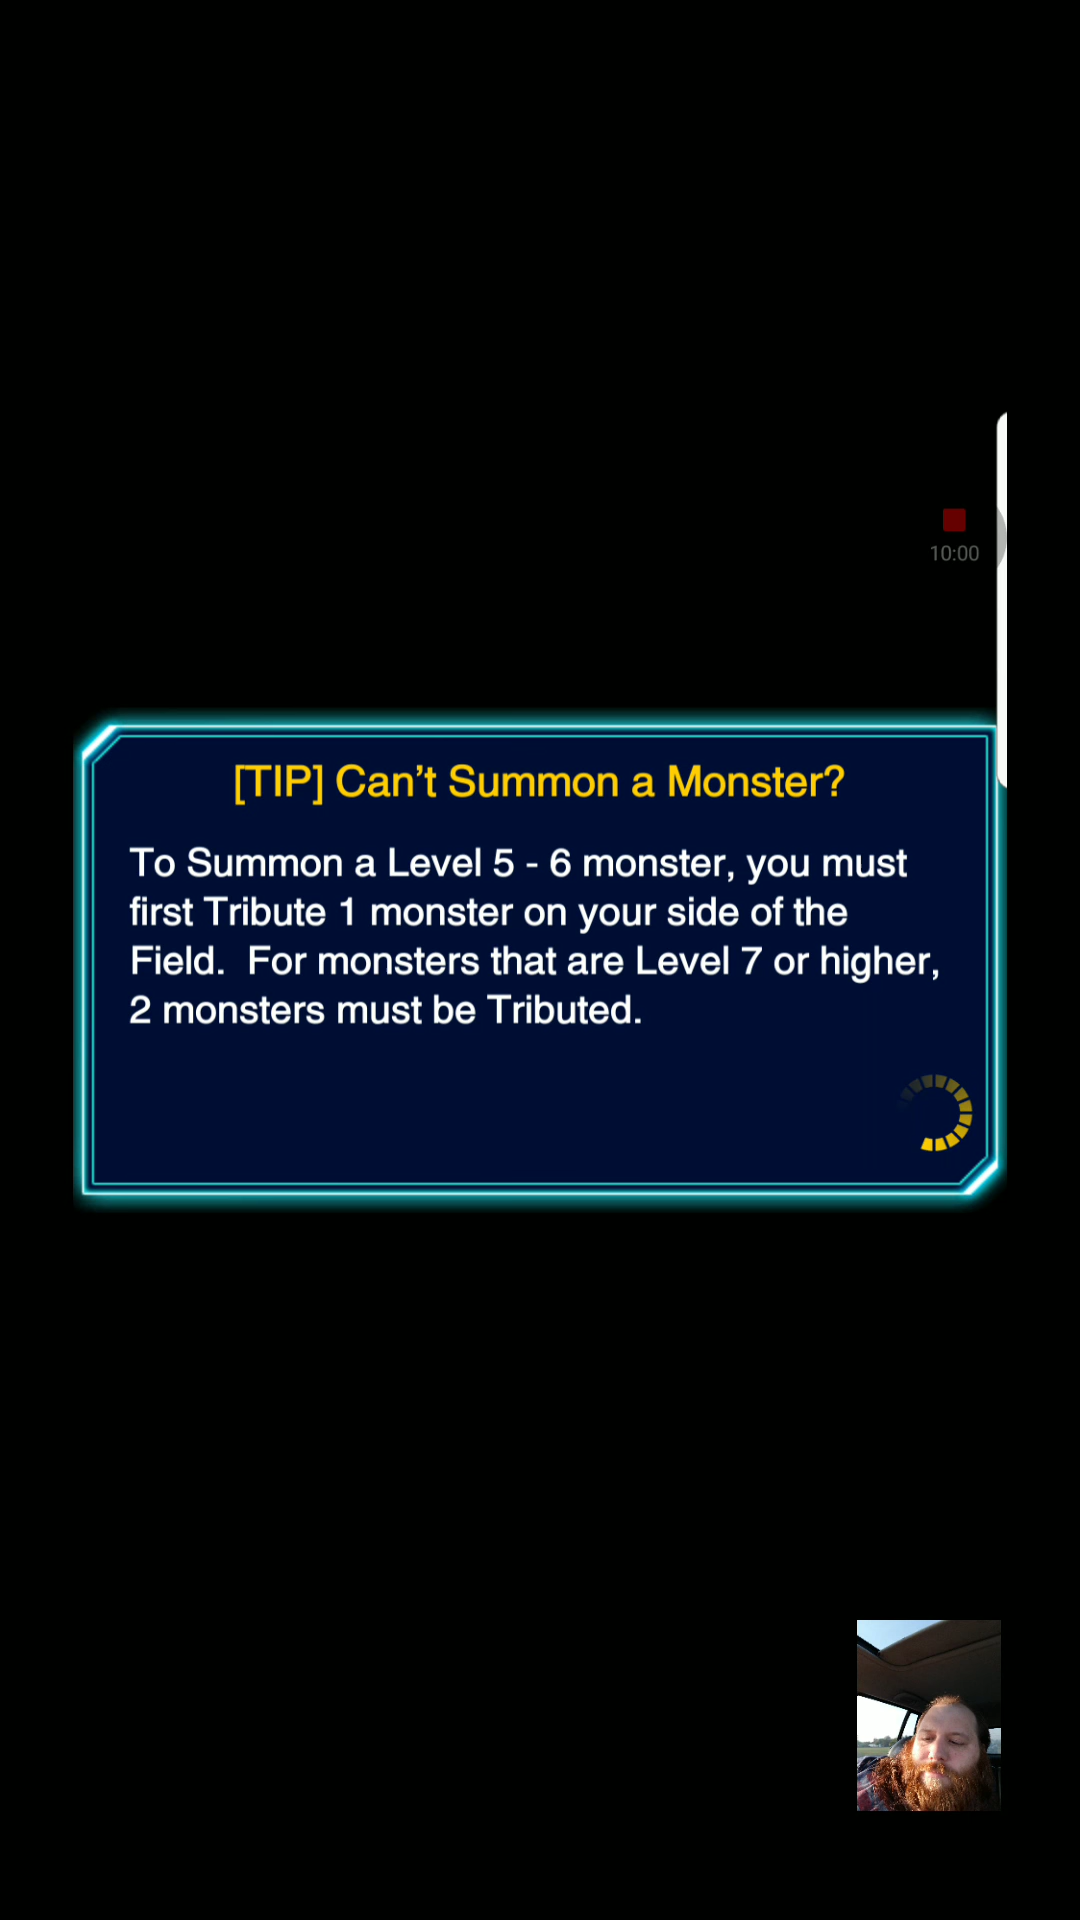 10:00
[TIP] Can’t Summon a Monster?
To Summon a Level 5 - 6 monster, you must
first Tribute 1 monster on your side of the
Field.  For monsters that are Level 7 or higher,
2 monsters must be Tributed.